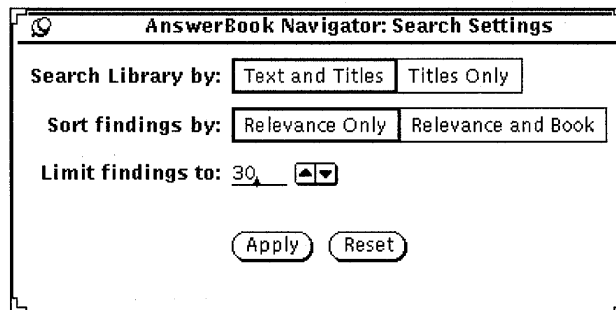 AnswerBook Navigator: Search Settings
Search Library by: Text and Titles Titles Only
Sort findings by: Relevance Only Relevance and Book
Limit findings to: 30
Apply Reset